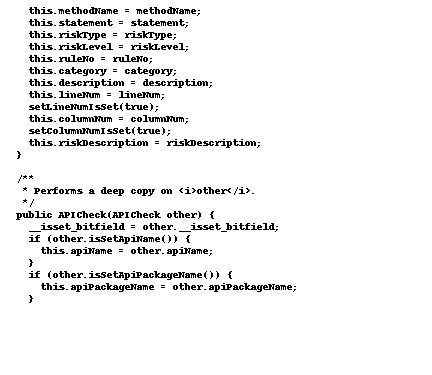 this.methodName = methodName;
this.statement = statement;
this.riskType = riskType;
this.riskLevel = riskLevel;
this.ruleNo = ruleNo;
this.category = category;
this.description = description;
this.lineNum = lineNum;
setLineNumIsSet(true);
this.columnNum = columnNum;
setColumnNumIsSet(true);
this.riskDescription = riskDescription;
}
/**
* Performs a deep copy on <i>other</i>.
*/
public APICheck(APICheck other) {
__isset_bitfield = other.__isset_bitfield;
if (other.isSetApiName()) {
this.apiName = other.apiName;
}
if (other.isSetApiPackageName()) {
this.apiPackageName = other.apiPackageName;
}